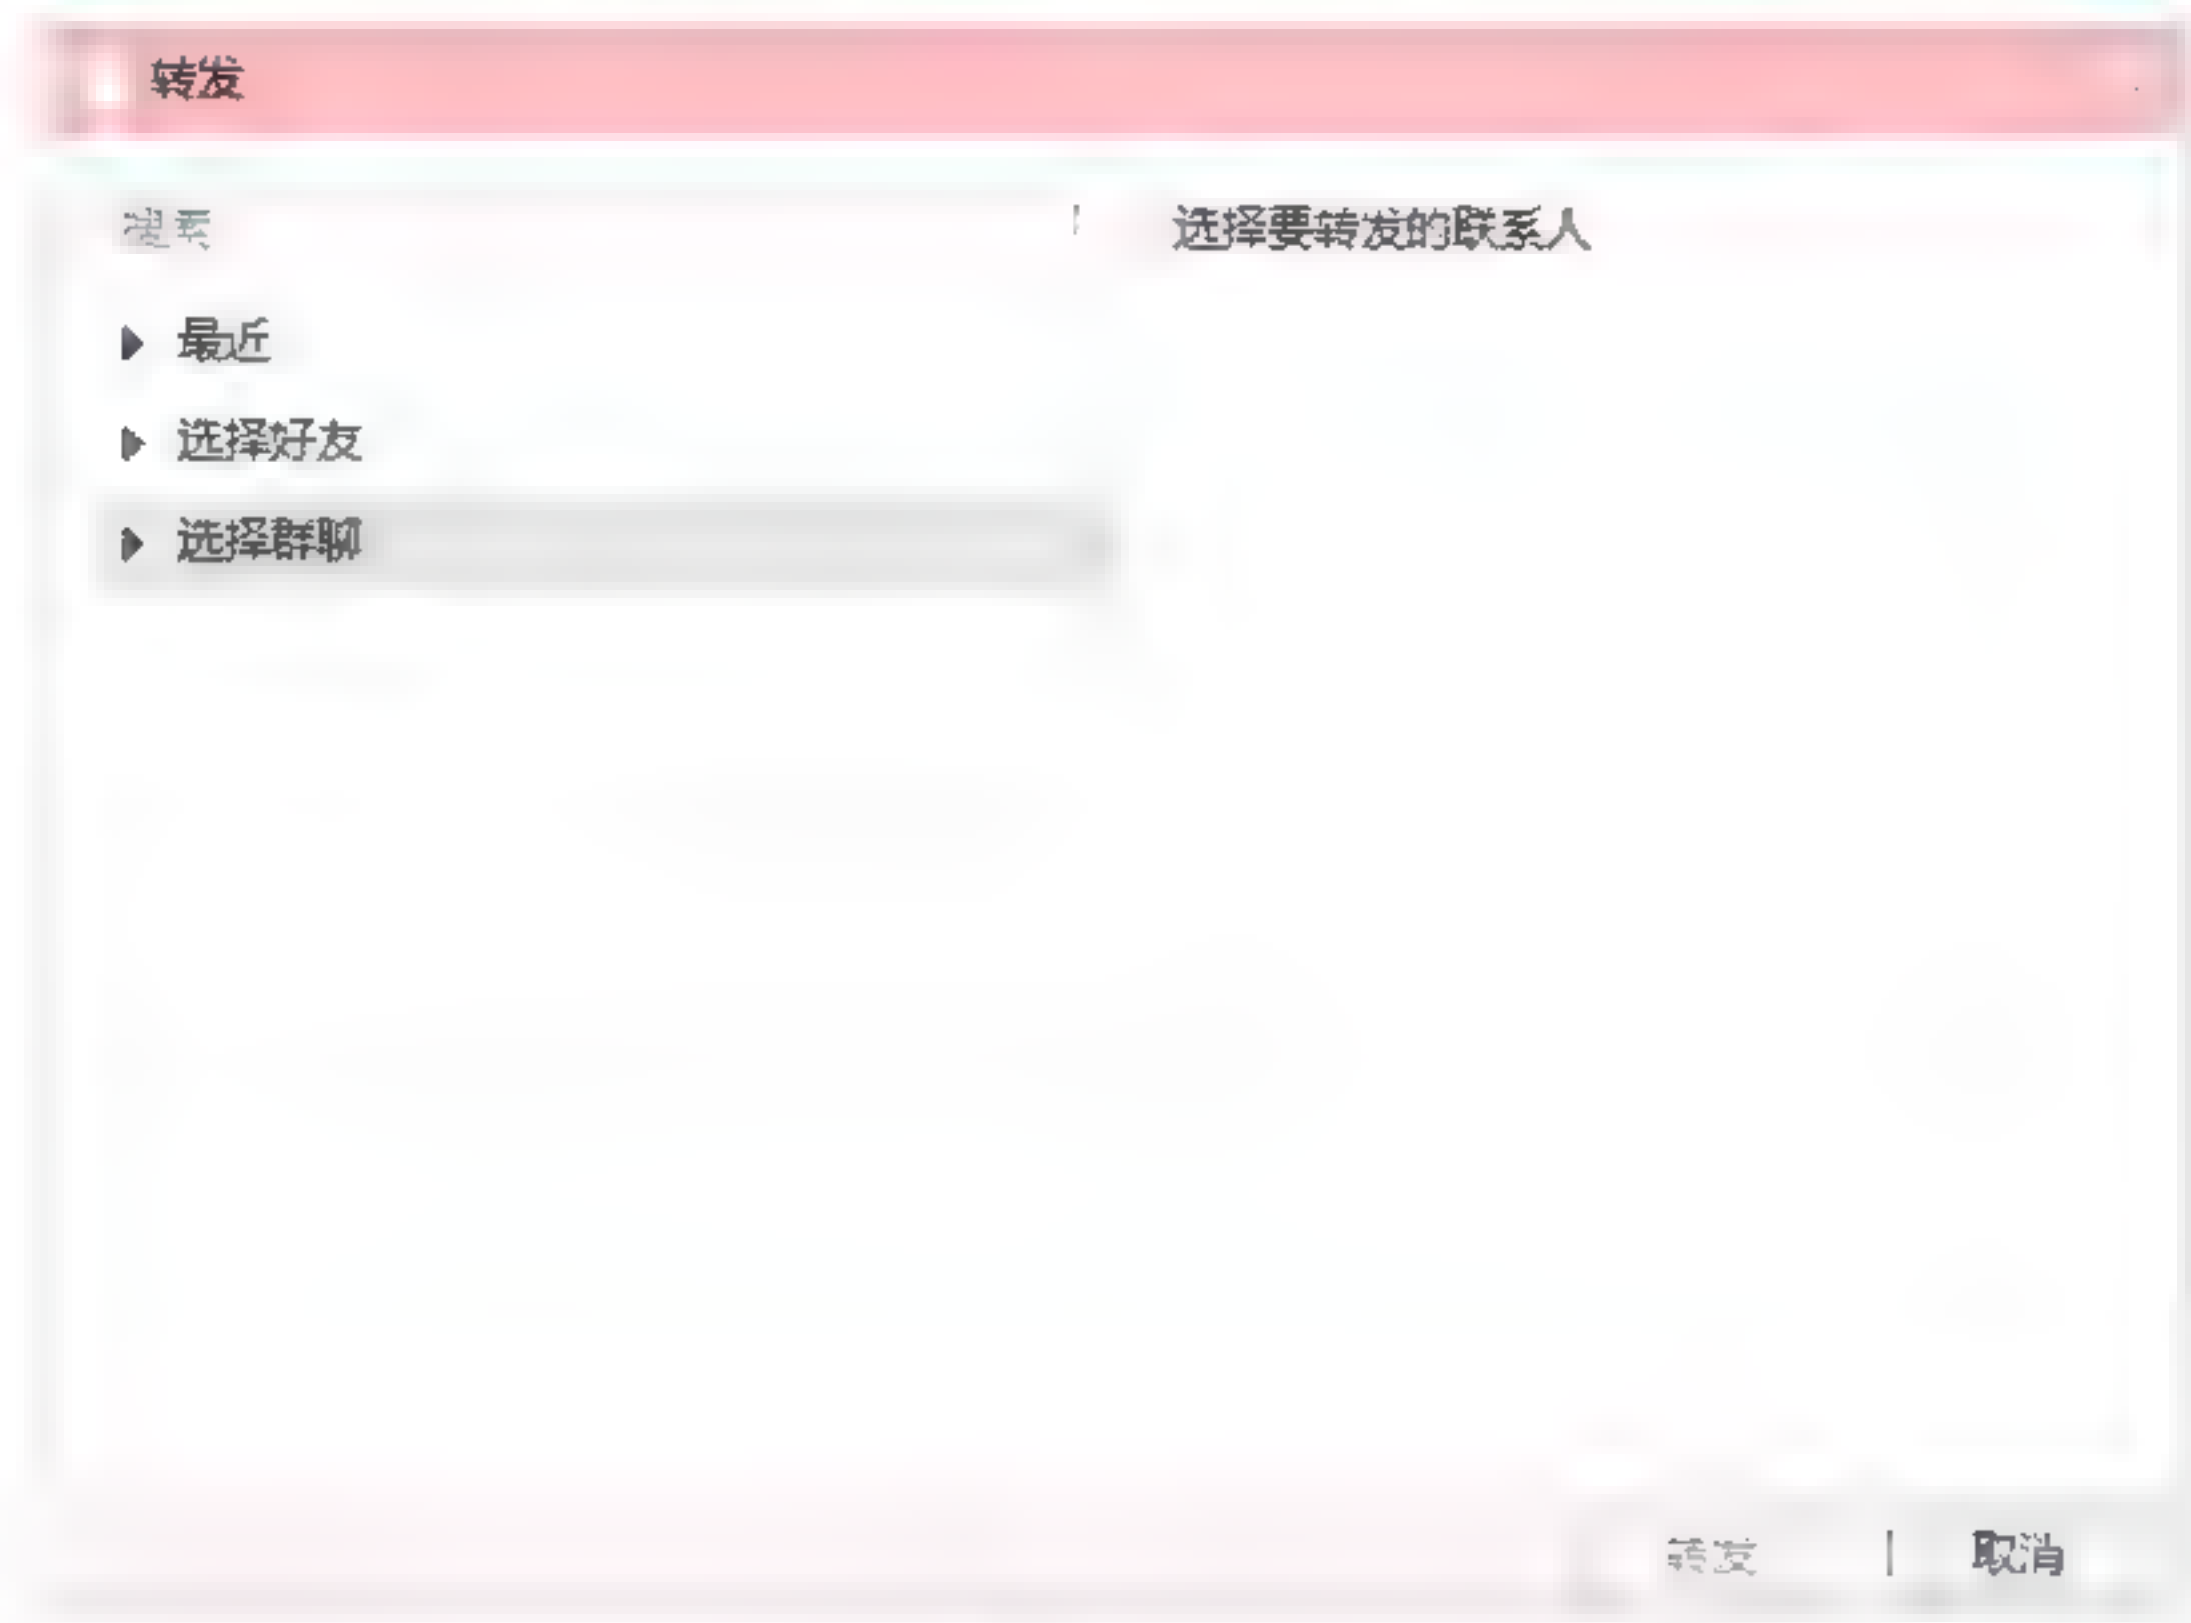 转发
搜索
选择要转发的联系人
最近
选择好友
选择群聊
转发
取消